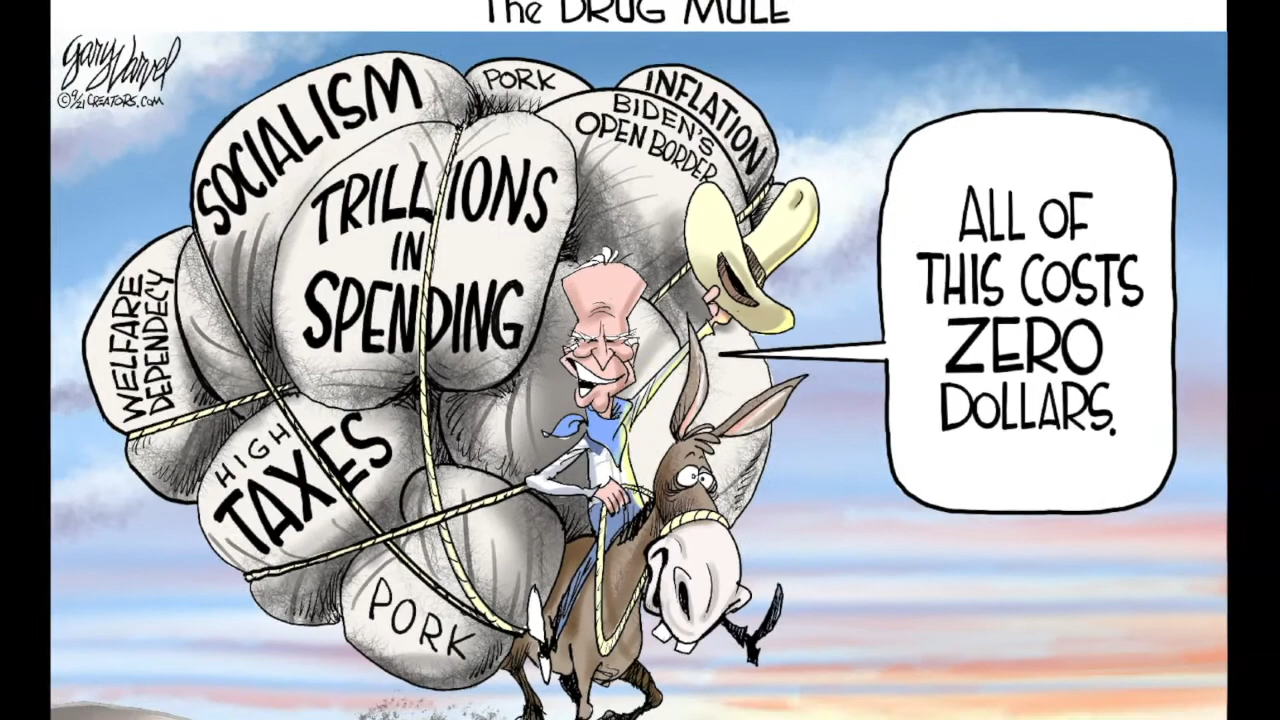 The DRUG MULE
Gary Varvel
© 9/21 CREATORS.COM
SOCIALISM
PORK
INFLATION
BIDEN'S
OPEN BORDER
TRILLIONS
IN
SPENDING
WELFARE
DEPENDECY
HIGH
TAXES
PORK
ALL OF
THIS COSTS
ZERO
DOLLARS.